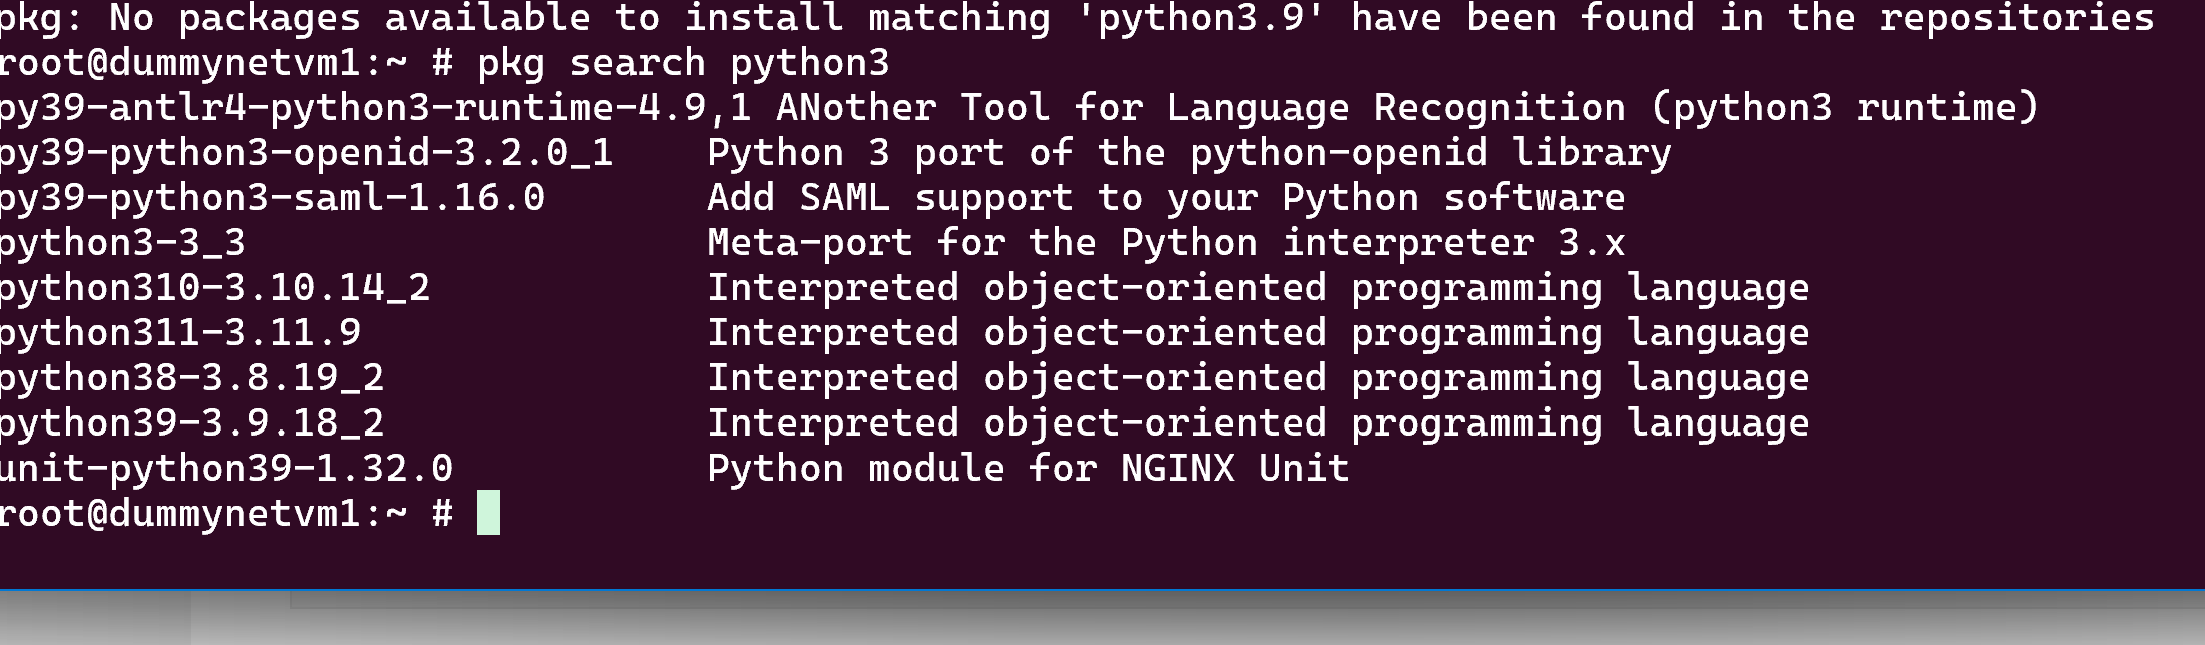 pkg: No packages available to install matching 'python3.9' have been found in the repositories
root@dummynetvm1:~ # pkg search python3
py39-antlr4-python3-runtime-4.9,1 ANother Tool for Language Recognition (python3 runtime)
py39-python3-openid-3.2.0_1    Python 3 port of the python-openid library
py39-python3-saml-1.16.0       Add SAML support to your Python software
python3-3_3                    Meta-port for the Python interpreter 3.x
python310-3.10.14_2            Interpreted object-oriented programming language
python311-3.11.9               Interpreted object-oriented programming language
python38-3.8.19_2              Interpreted object-oriented programming language
python39-3.9.18_2              Interpreted object-oriented programming language
unit-python39-1.32.0           Python module for NGINX Unit
root@dummynetvm1:~ #